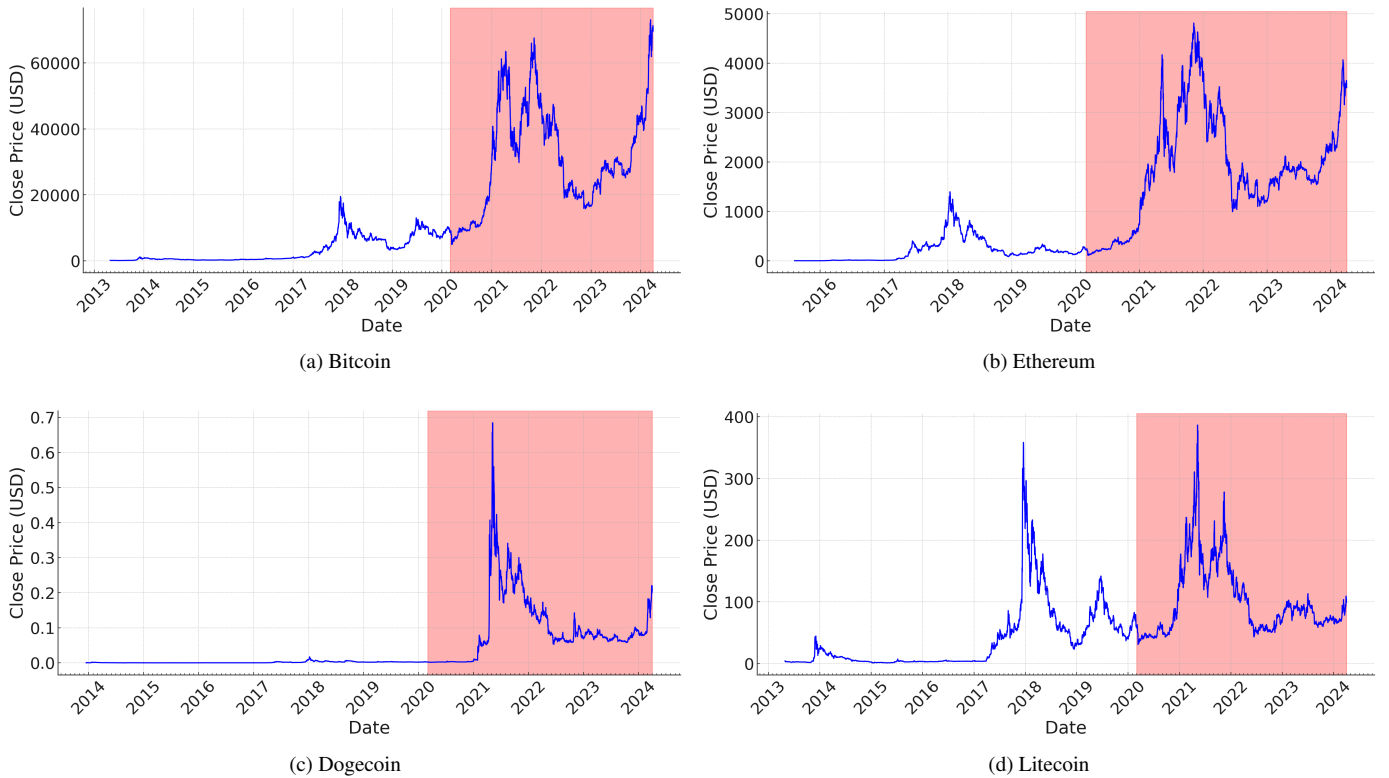 Close Price (USD)
60000
40000
20000
0
2013 2014 2015 2016 2017 2018 2019 2020 2021 2022 2023 2024
Date
(a) Bitcoin
Close Price (USD)
5000
4000
3000
2000
1000
0
2016 2017 2018 2019 2020 2021 2022 2023 2024
Date
(b) Ethereum
Close Price (USD)
0.7
0.6
0.5
0.4
0.3
0.2
0.1
0.0
2014 2015 2016 2017 2018 2019 2020 2021 2022 2023 2024
Date
(c) Dogecoin
Close Price (USD)
400
300
200
100
0
2013 2014 2015 2016 2017 2018 2019 2020 2021 2022 2023 2024
Date
(d) Litecoin